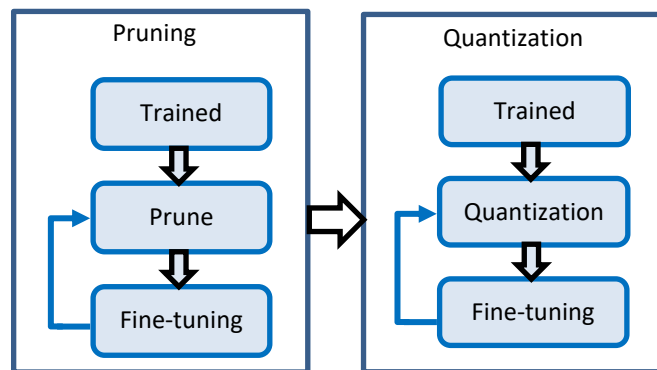 Pruning
Trained
Prune
Fine-tuning
Quantization
Trained
Quantization
Fine-tuning